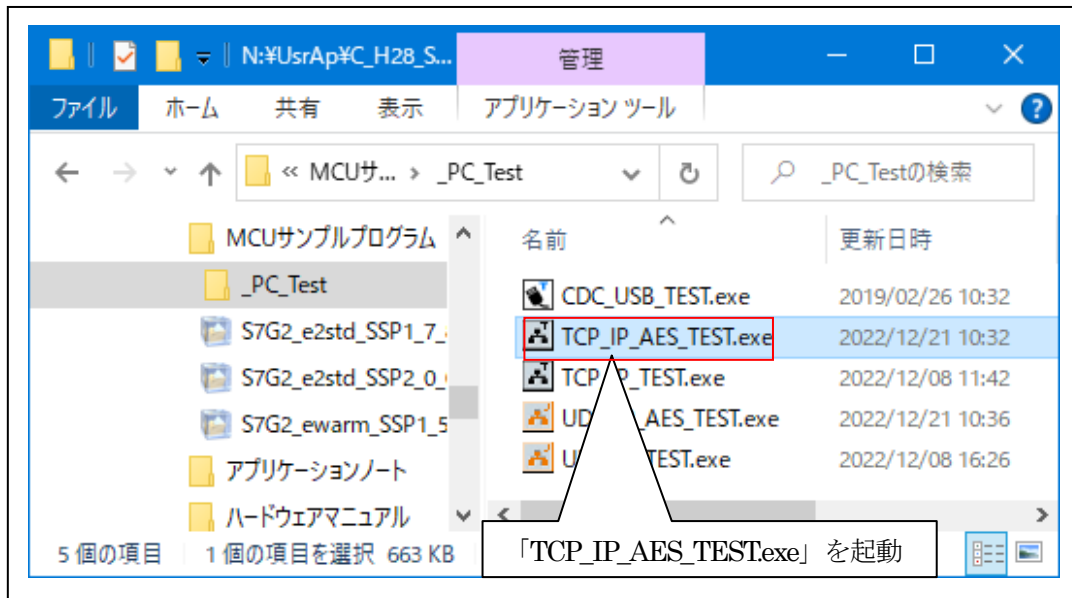 N:¥UsrAp¥C_H28_S... 管理
ファイル ホーム 共有 表示 アプリケーション ツール
« MCUサ... › _PC_Test _PC_Testの検索
MCUサンプルプログラム
_PC_Test
S7G2_e2std_SSP1_7_
S7G2_e2std_SSP2_0_
S7G2_ewarm_SSP1_5
アプリケーションノート
ハードウェアマニュアル
名前 更新日時
CDC_USB_TEST.exe 2019/02/26 10:32
TCP_IP_AES_TEST.exe 2022/12/21 10:32
TCP IP_TEST.exe 2022/12/08 11:42
UD AES_TEST.exe 2022/12/21 10:36
U TEST.exe 2022/12/08 16:26
「TCP_IP_AES_TEST.exe」を起動
5 個の項目 1 個の項目を選択 663 KB